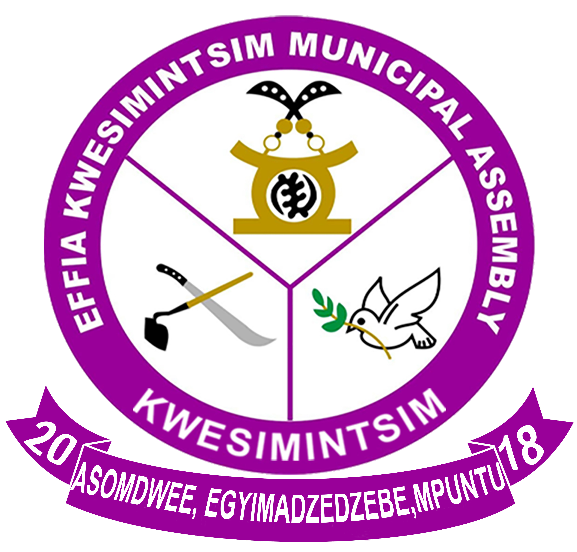 EFFIA KWESIMINTSIM MUNICIPAL ASSEMBLY
KWESIMINTSIM
20 18
ASOMDWEE, EGYIMADZEDZEBE,MPUNTU